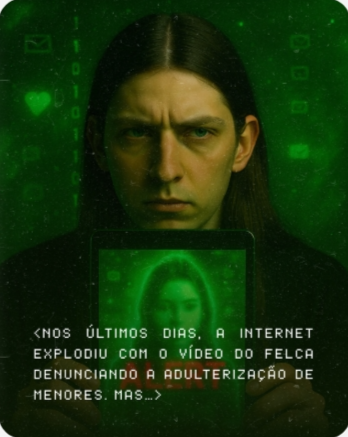 <NOS ÚLTIMOS DIAS, A INTERNET
EXPLODIU COM O VÍDEO DO FELCA
DENUNCIANDO A ADULTERIZAÇÃO DE
MENORES. MAS…>